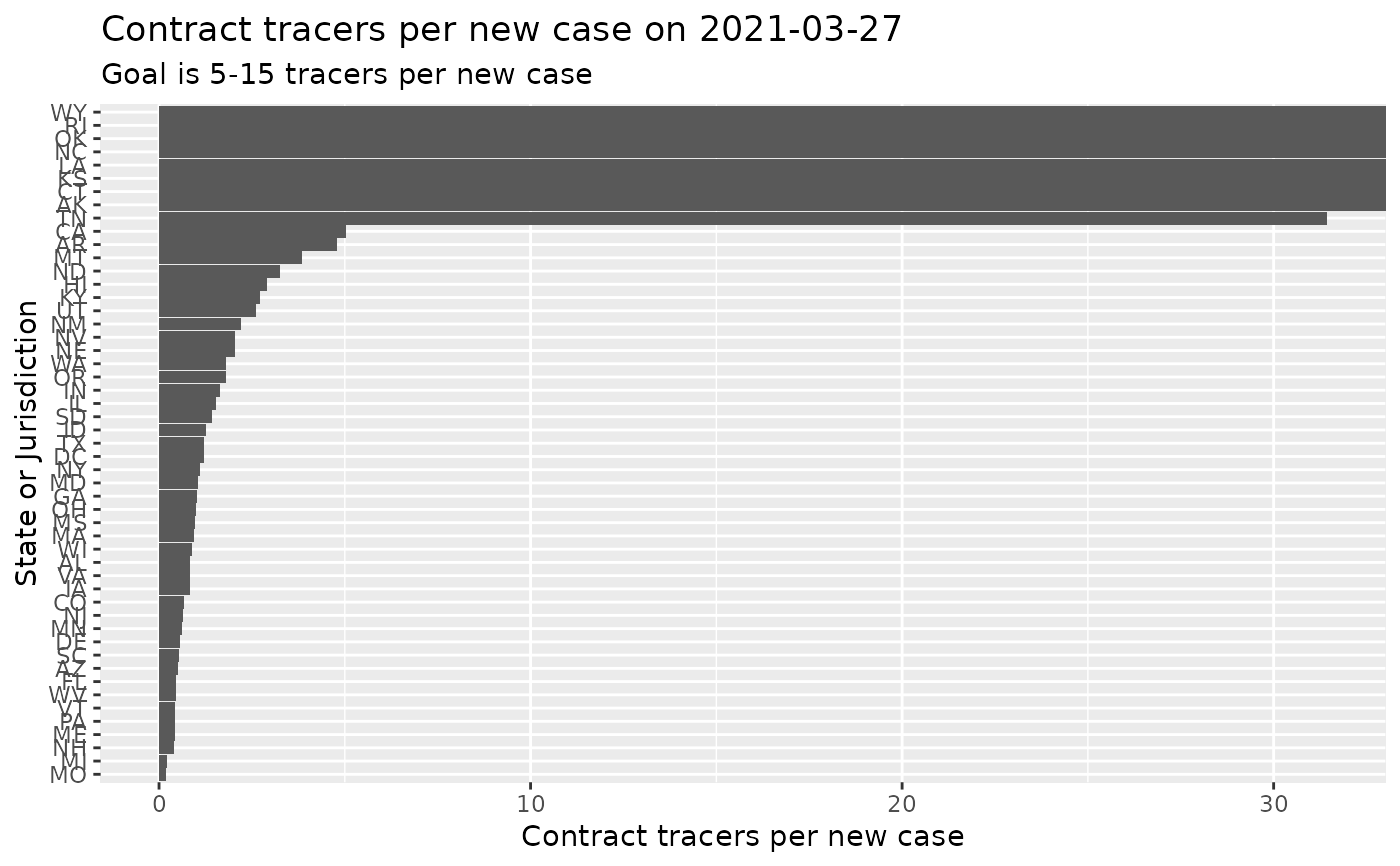 Contract tracers per new case on 2021-03-27
Goal is 5-15 tracers per new case
State or Jurisdiction
WY
RI
OK
NC
LA
KS
CT
AK
TN
CA
AR
MT
ND
HI
KY
UT
NM
NV
NE
WA
OR
IN
IL
SD
ID
TX
DC
NY
MD
GA
OH
MS
MA
WI
AL
VA
IA
CO
NJ
MN
DE
SC
AZ
FL
WV
VT
PA
ME
NH
MI
MO
0 10 20 30
Contract tracers per new case